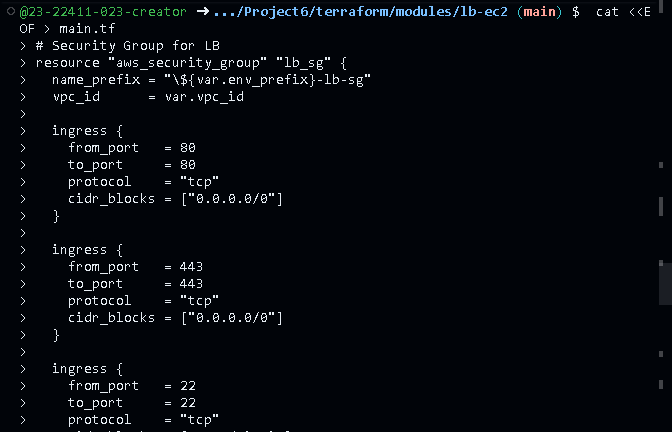 @23-22411-023-creator ➜ .../Project6/terraform/modules/lb-ec2 (main) $ cat <<E
OF > main.tf
> # Security Group for LB
> resource "aws_security_group" "lb_sg" {
>   name_prefix = "\${var.env_prefix}-lb-sg"
>   vpc_id      = var.vpc_id
>
>   ingress {
>     from_port   = 80
>     to_port     = 80
>     protocol    = "tcp"
>     cidr_blocks = ["0.0.0.0/0"]
>   }
>
>   ingress {
>     from_port   = 443
>     to_port     = 443
>     protocol    = "tcp"
>     cidr_blocks = ["0.0.0.0/0"]
>   }
>
>   ingress {
>     from_port   = 22
>     to_port     = 22
>     protocol    = "tcp"